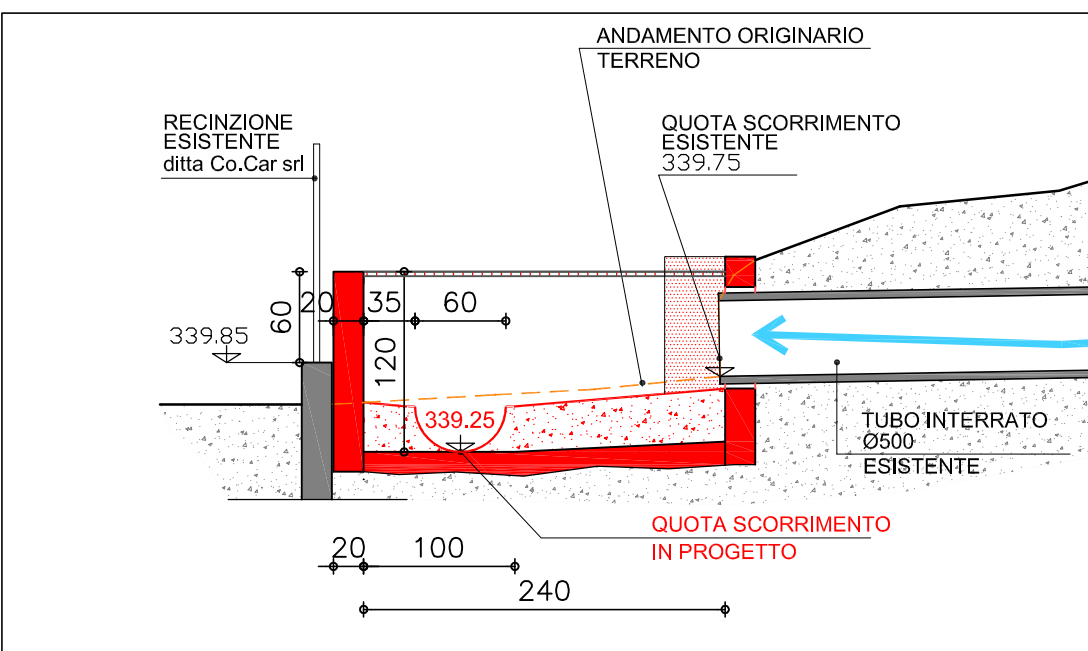 ANDAMENTO ORIGINARIO
TERRENO
RECINZIONE
ESISTENTE
ditta Co.Car srl
QUOTA SCORRIMENTO
ESISTENTE
339.75
20
35
60
60
339.85
120
339.25
TUBO INTERRATO
Ø500
ESISTENTE
QUOTA SCORRIMENTO
IN PROGETTO
20
100
240